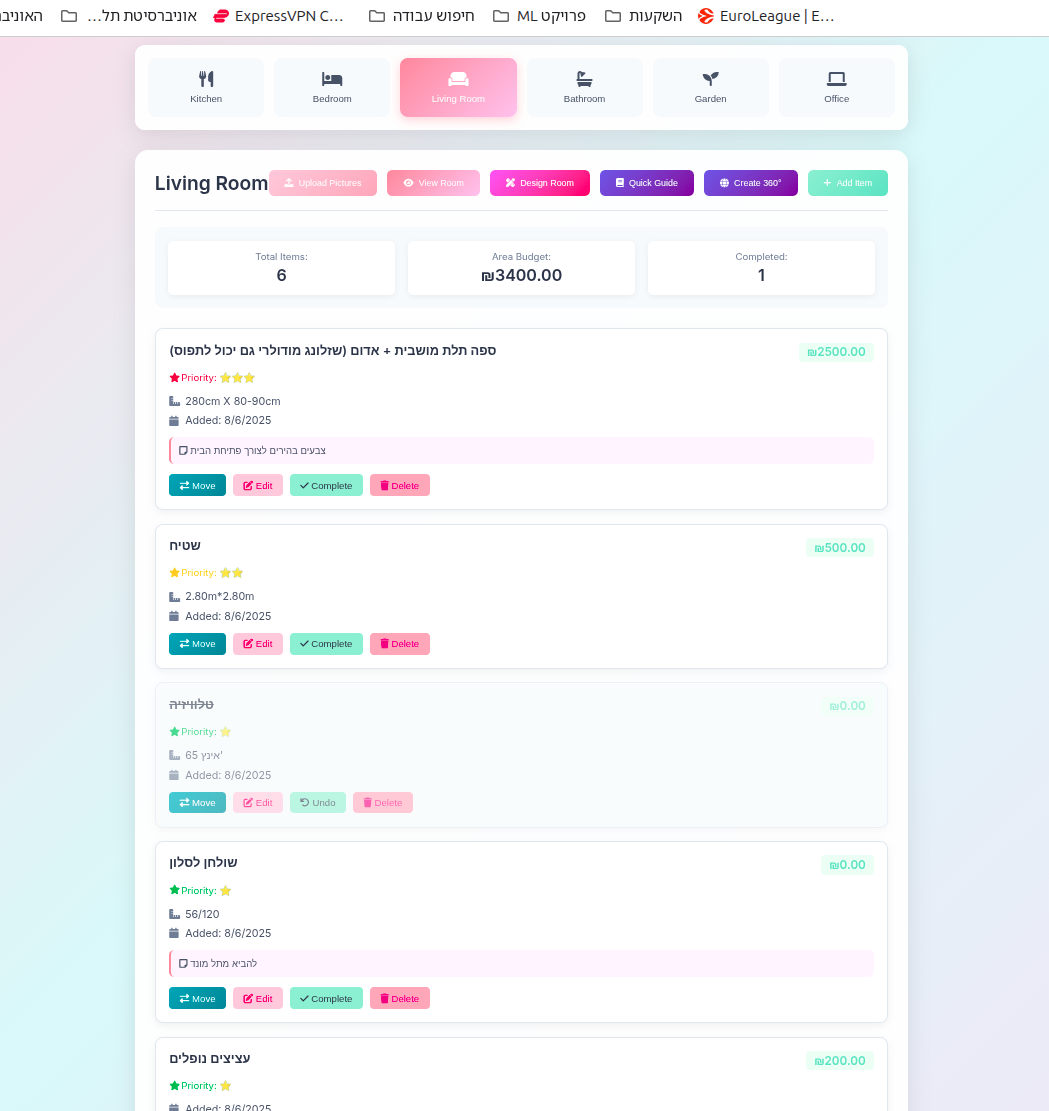 האוניב
אוניברסיטת תל...
ExpressVPN C...
חיפוש עבודה
פרויקט ML
השקעות
EuroLeague | E...
Kitchen
Bedroom
Living Room
Bathroom
Garden
Office
Living Room
Upload Pictures
View Room
Design Room
Quick Guide
Create 360°
Add Item
Total Items:
6
Area Budget:
₪3400.00
Completed:
1
ספה תלת מושבית + אדום (שזלונג מודולרי גם יכול לתפוס)
₪2500.00
Priority: ⭐⭐⭐
280cm X 80-90cm
Added: 8/6/2025
צבעים בהירים לצורך פתיחת הבית
Move
Edit
Complete
Delete
שטיח
₪500.00
Priority: ⭐⭐
2.80m*2.80m
Added: 8/6/2025
Move
Edit
Complete
Delete
טלוויזיה
₪0.00
Priority: ⭐
65 אינץ'
Added: 8/6/2025
Move
Edit
Undo
Delete
שולחן לסלון
₪0.00
Priority: ⭐
56/120
Added: 8/6/2025
להביא מתל מונד
Move
Edit
Complete
Delete
עציצים נופלים
₪200.00
Priority: ⭐
Added: 8/6/2025